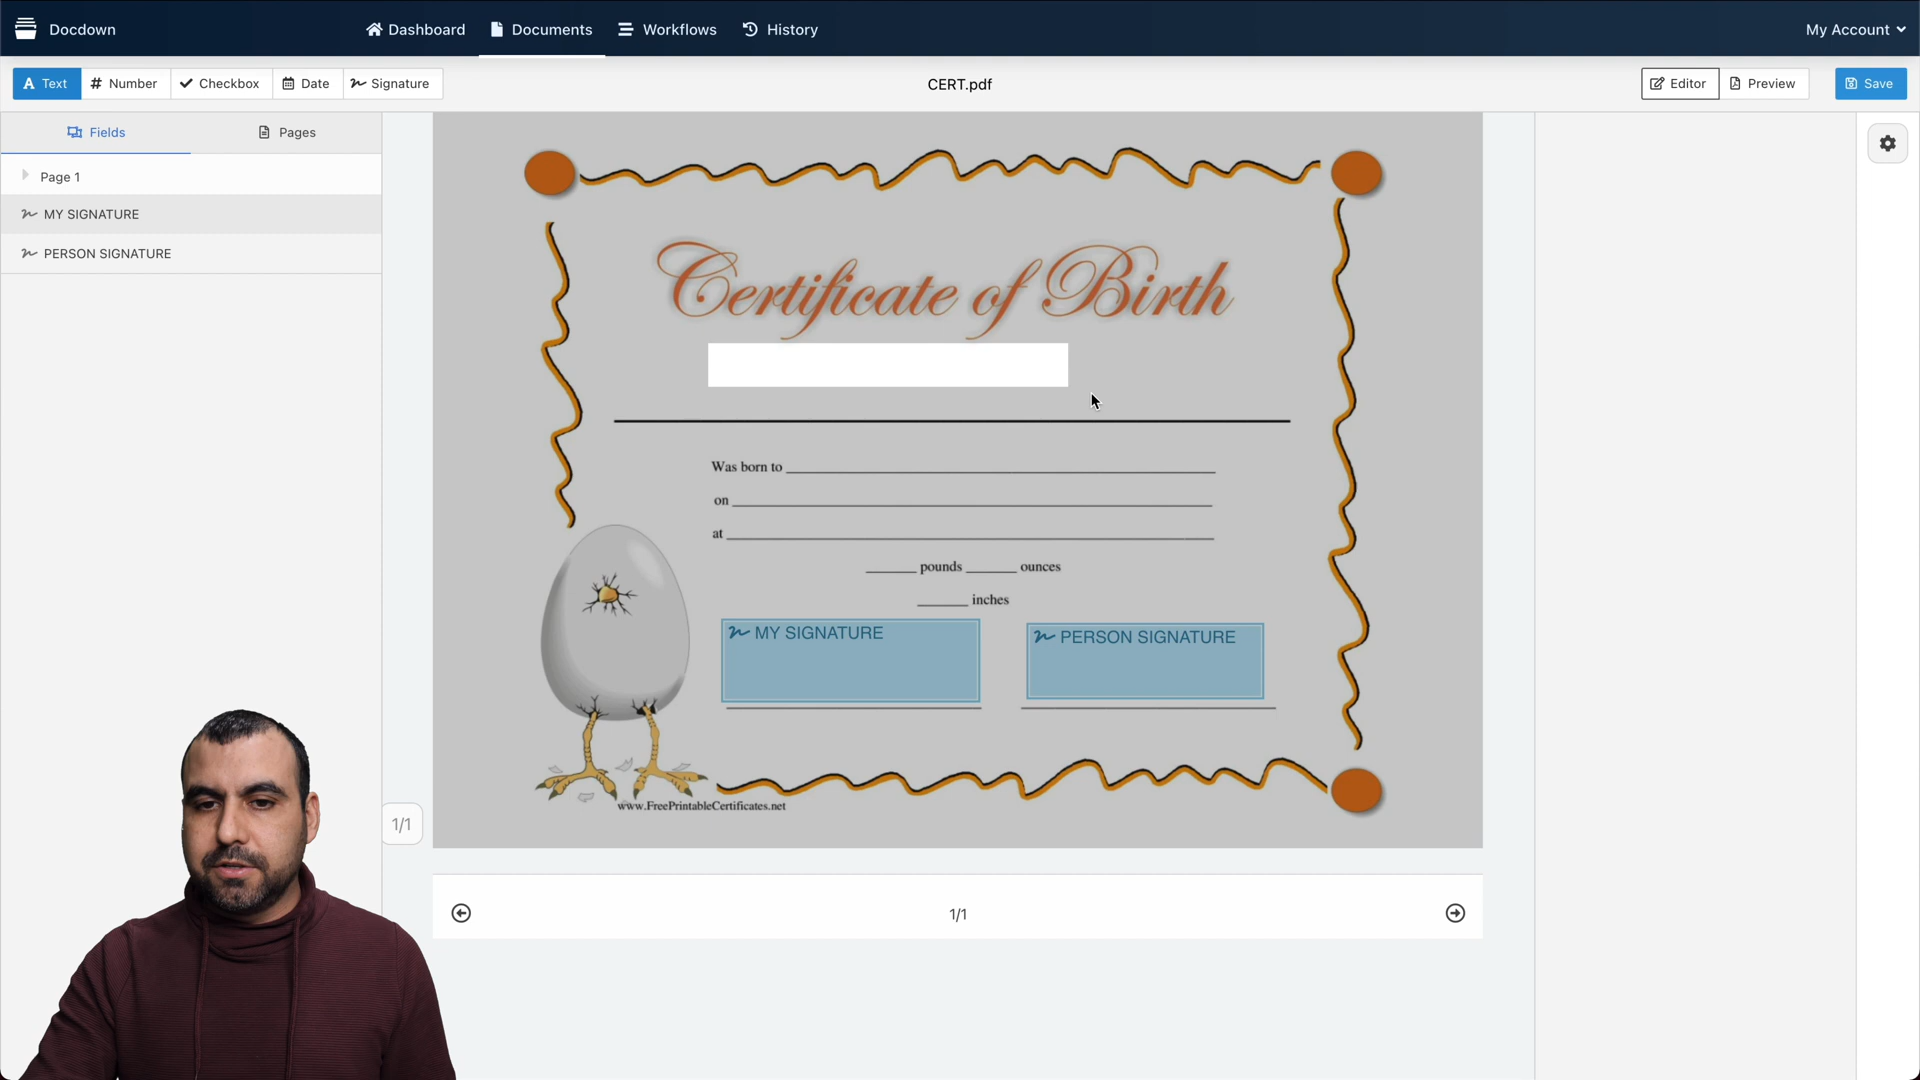 Docdown
Dashboard
Documents
Workflows
History
My Account
Text
Number
Checkbox
Date
Signature
CERT.pdf
Editor
Preview
Save
Fields
Pages
Page 1
MY SIGNATURE
PERSON SIGNATURE
Certificate of Birth
Was born to
on
at
pounds ounces
inches
MY SIGNATURE
PERSON SIGNATURE
www.FreePrintableCertificates.net
1/1
1/1